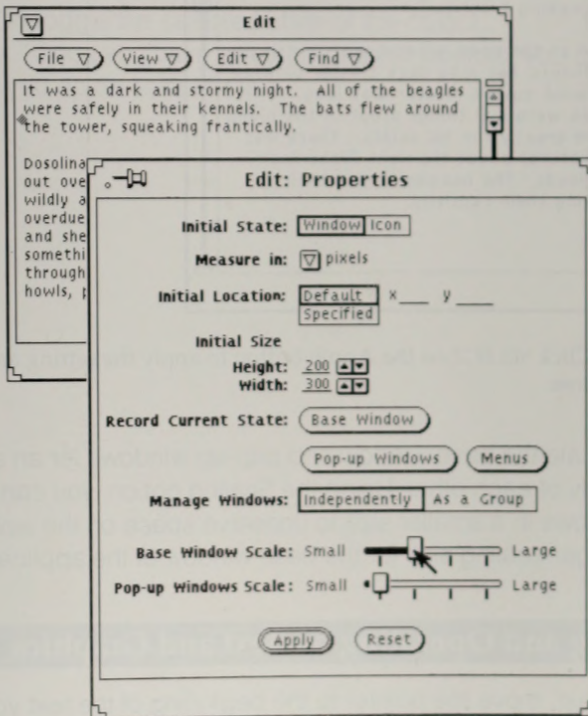 Edit
File View Edit Find
It was a dark and stormy night. All of the beagles
were safely in their kennels. The bats flew around
the tower, squeaking frantically.
Dosolina
out ove
wildly a
overdue
and she
somethi
through
howls,
Edit: Properties
Initial State: Window Icon
Measure in: pixels
Initial Location: Default x y
Specified
Initial Size
Height: 200
Width: 300
Record Current State: Base Window
Pop-up Windows Menus
Manage Windows: Independently As a Group
Base Window Scale: Small Large
Pop-up Windows Scale: Small Large
Apply Reset